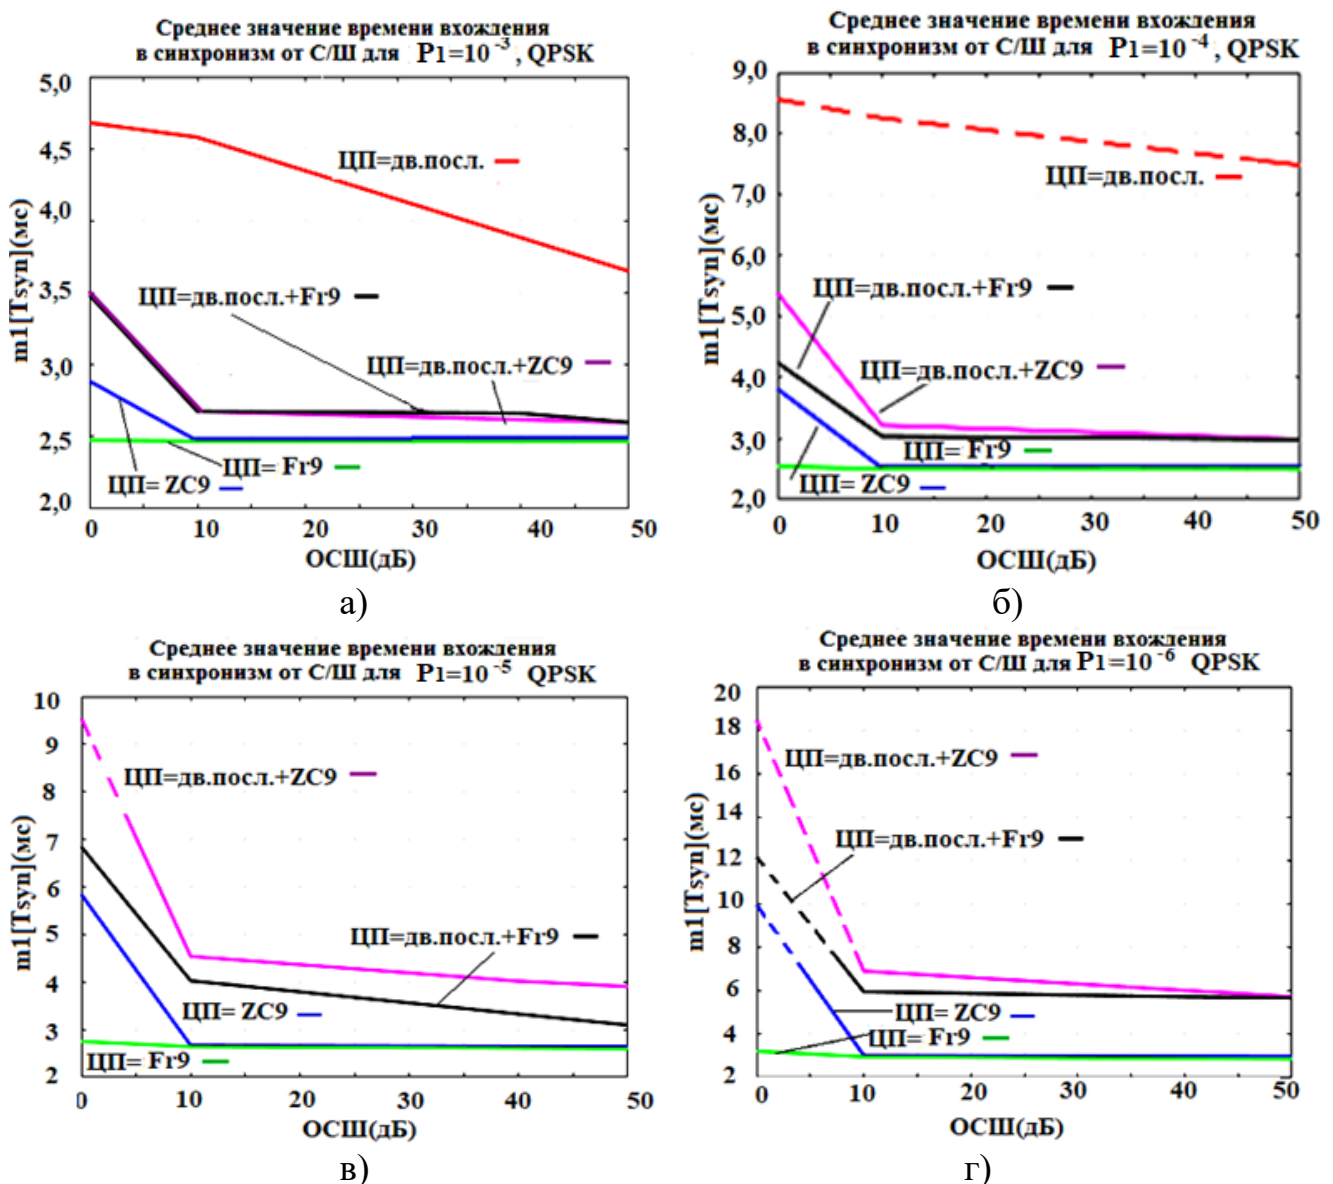 Среднее значение времени вхождения
в синхронизм от С/Ш для P1=10 -3 , QPSK
5,0
4,5
4,0
3,5
3,0
2,5
2,0
m1[Tsyn](мс)
ЦП=дв.посл.
ЦП=дв.посл.+Fr9
ЦП=дв.посл.+ZC9
ЦП= Fr9
ЦП= ZC9
0 10 20 30 40 50
ОСШ(дБ)
а)
Среднее значение времени вхождения
в синхронизм от С/Ш для P1=10 -4 , QPSK
9,0
8,0
7,0
6,0
5,0
4,0
3,0
2,0
m1[Tsyn](мс)
ЦП=дв.посл.
ЦП=дв.посл.+Fr9
ЦП=дв.посл.+ZC9
ЦП= Fr9
ЦП= ZC9
0 10 20 30 40 50
ОСШ(дБ)
б)
Среднее значение времени вхождения
в синхронизм от С/Ш для P1=10 -5 QPSK
10
9
8
7
6
5
4
3
2
m1[Tsyn](мс)
ЦП=дв.посл.+ZC9
ЦП=дв.посл.+Fr9
ЦП= ZC9
ЦП= Fr9
0 10 20 30 40 50
ОСШ(дБ)
в)
Среднее значение времени вхождения
в синхронизм от С/Ш для P1=10 -6 QPSK
20
18
16
14
12
10
8
6
4
2
m1[Tsyn](мс)
ЦП=дв.посл.+ZC9
ЦП=дв.посл.+Fr9
ЦП= ZC9
ЦП= Fr9
0 10 20 30 40 50
ОСШ(дБ)
г)